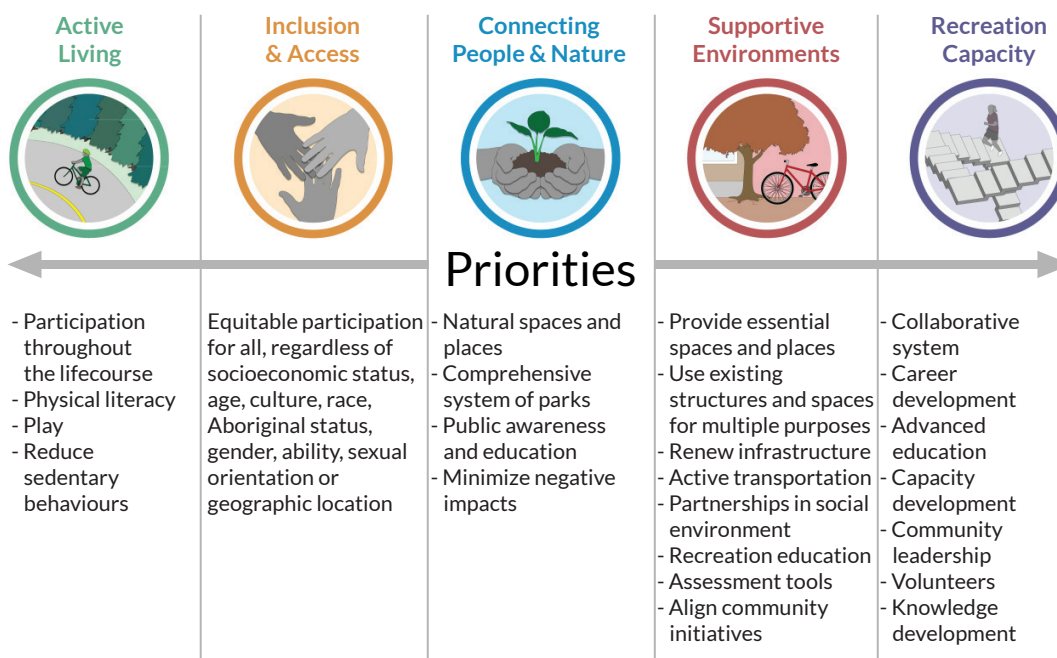 Active
Living
Inclusion
& Access
Connecting
People & Nature
Supportive
Environments
Recreation
Capacity
Priorities
- Participation
throughout
the lifecourse
- Physical literacy
- Play
- Reduce
sedentary
behaviours
Equitable participation
for all, regardless of
socioeconomic status,
age, culture, race,
Aboriginal status,
gender, ability, sexual
orientation or
geographic location
- Natural spaces and
places
- Comprehensive
system of parks
- Public awareness
and education
- Minimize negative
impacts
- Provide essential
spaces and places
- Use existing
structures and spaces
for multiple purposes
- Renew infrastructure
- Active transportation
- Partnerships in social
environment
- Recreation education
- Assessment tools
- Align community
initiatives
- Collaborative
system
- Career
development
- Advanced
education
- Capacity
development
- Community
leadership
- Volunteers
- Knowledge
development